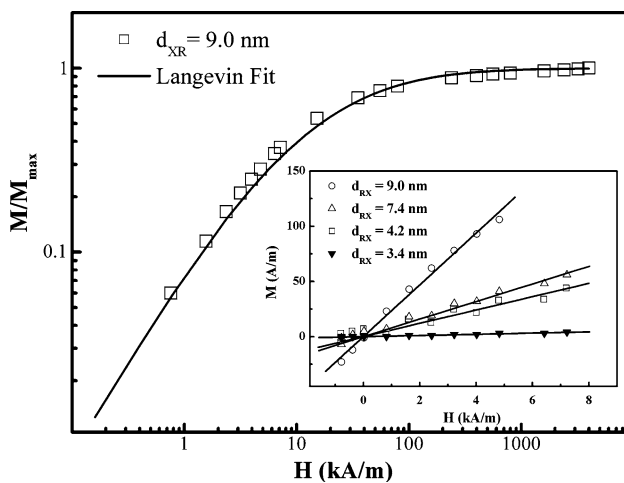 d_XR = 9.0 nm
Langevin Fit
M/M_max
1
0.1
1
10
100
1000
H (kA/m)
150
100
50
0
M (A/m)
d_RX = 9.0 nm
d_RX = 7.4 nm
d_RX = 4.2 nm
d_RX = 3.4 nm
0
2
4
6
8
H (kA/m)